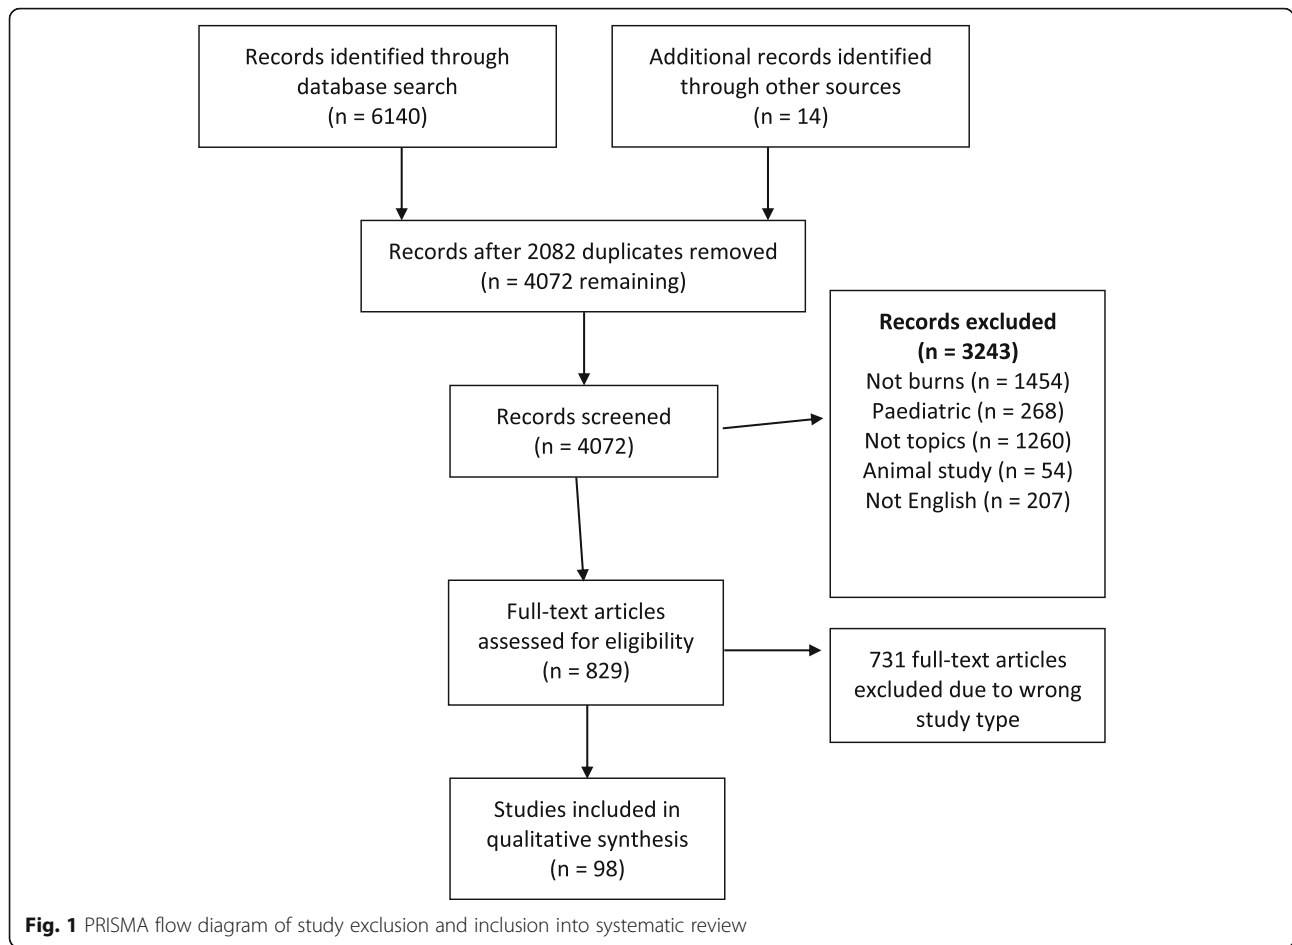 Records identified through
database search
(n = 6140)
Additional records identified
through other sources
(n = 14)
Records after 2082 duplicates removed
(n = 4072 remaining)
Records screened
(n = 4072)
Records excluded
(n = 3243)
Not burns (n = 1454)
Paediatric (n = 268)
Not topics (n = 1260)
Animal study (n = 54)
Not English (n = 207)
Full-text articles
assessed for eligibility
(n = 829)
731 full-text articles
excluded due to wrong
study type
Studies included in
qualitative synthesis
(n = 98)
Fig. 1 PRISMA flow diagram of study exclusion and inclusion into systematic review